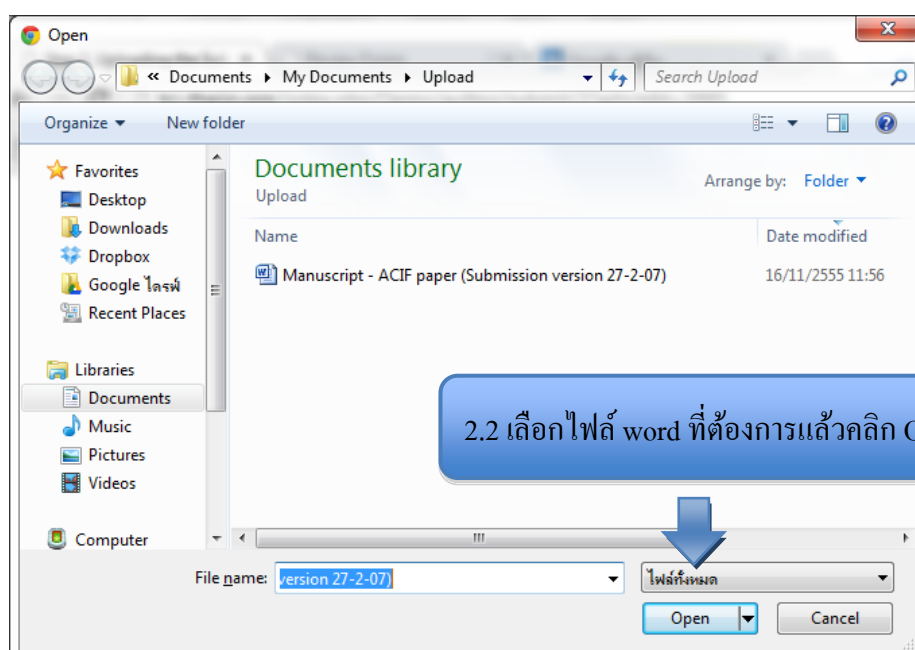 Open
« Documents ▸ My Documents ▸ Upload
Search Upload
Organize
New folder
Favorites
Desktop
Downloads
Dropbox
Google ไดรฟ์
Recent Places
Libraries
Documents
Music
Pictures
Videos
Computer
Documents library
Upload
Arrange by: Folder
Name
Date modified
Manuscript - ACIF paper (Submission version 27-2-07)
16/11/2555 11:56
2.2 เลือกไฟล์ word ที่ต้องการแล้วคลิก
File name:
version 27-2-07)
ไฟล์ทั้งหมด
Open
Cancel